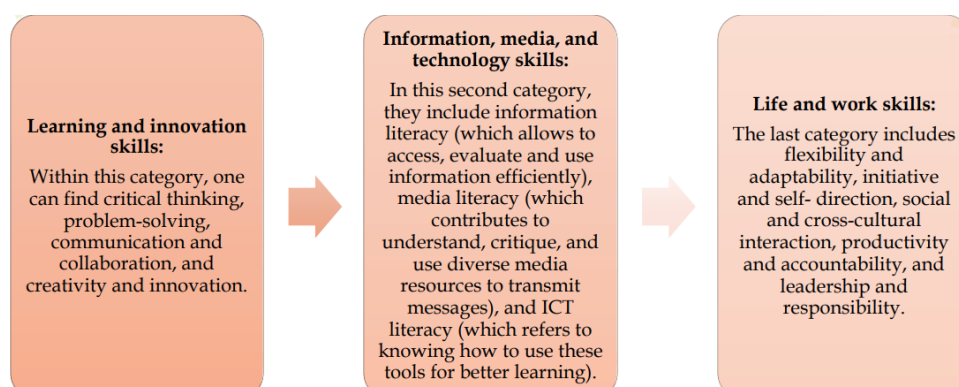 Learning and innovation
skills:
Within this category, one
can find critical thinking,
problem-solving,
communication and
collaboration, and
creativity and innovation.
Information, media, and
technology skills:
In this second category,
they include information
literacy (which allows to
access, evaluate and use
information efficiently),
media literacy (which
contributes to
understand, critique, and
use diverse media
resources to transmit
messages), and ICT
literacy (which refers to
knowing how to use these
tools for better learning).
Life and work skills:
The last category includes
flexibility and
adaptability, initiative
and self- direction, social
and cross-cultural
interaction, productivity
and accountability, and
leadership and
responsibility.